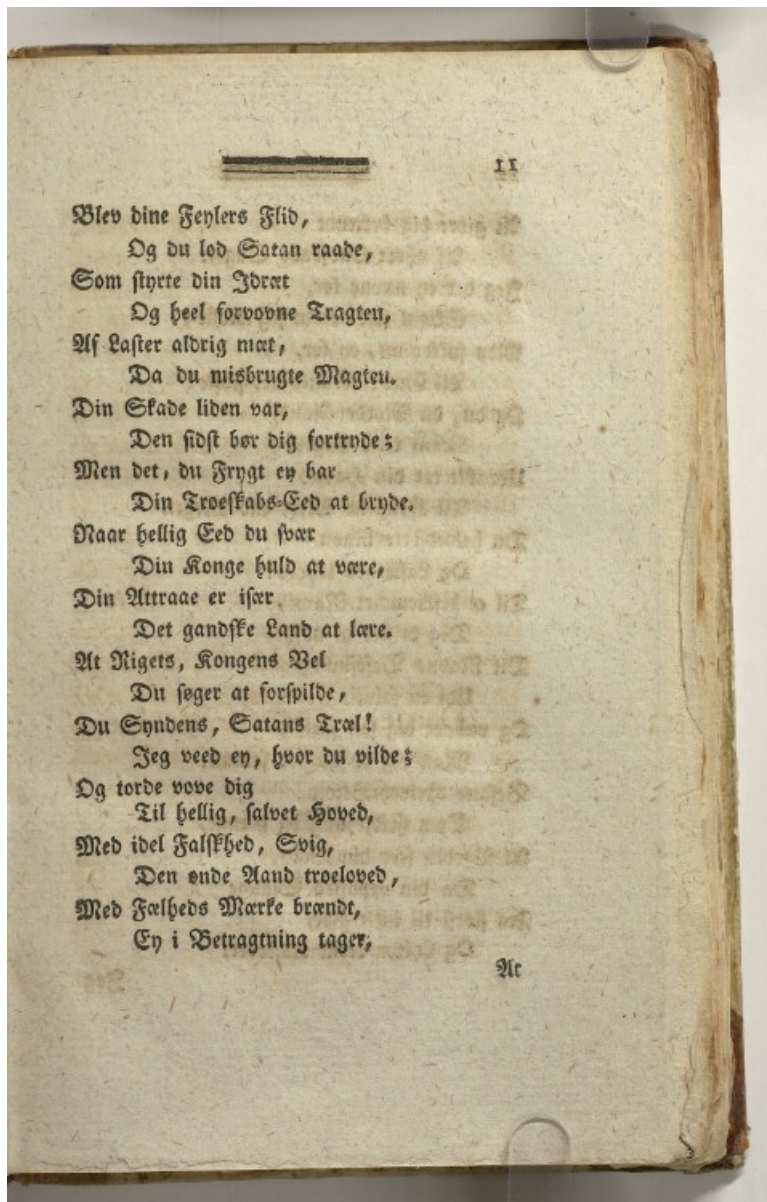 11
Blev dine Feylers Flid,
Og du lod Satan raade,
Som styrte din Idræt
Og heel forvovne Tragten,
Af Laster aldrig mæt,
Da du misbrugte Magten.
Din Skade liden var,
Den sidst bør dig fortryde;
Men det, du Frygt ey bar
Din Troeskabs-Eed at bryde.
Naar hellig Eed du svær
Din Konge huld at være,
Din Attraae er især
Det gandske Land at lære.
At Rigets, Kongens Vel
Du søger at forspilde,
Du Syndens, Satans Træl!
Jeg veed ey, hvor du vilde;
Og torde vove dig
Til hellig, salvet Hoved,
Med idel Falskhed, Svig,
Den onde Aand troeloved,
Med Fælheds Mærke brændt,
Ey i Betragtning tager,
At